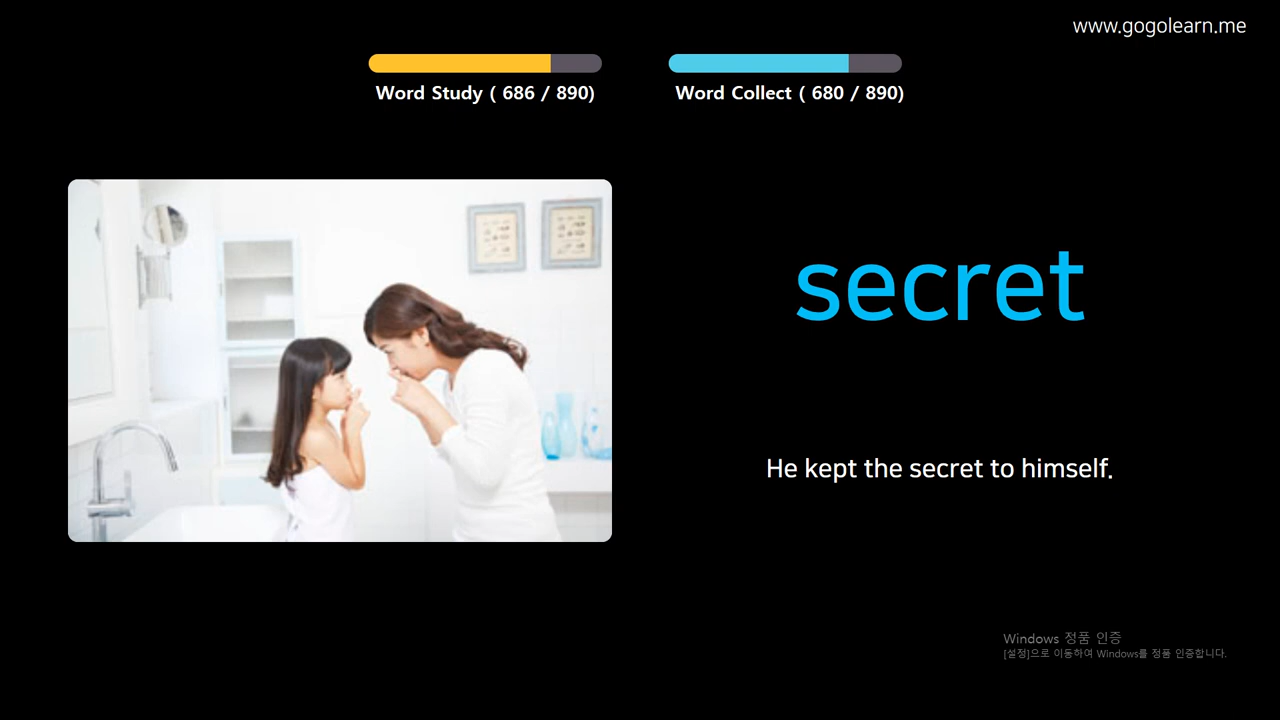 www.gogolearn.me
Word Study ( 686 / 890)
Word Collect ( 680 / 890)
secret
He kept the secret to himself.
Windows 정품 인증
[설정]으로 이동하여 Windows를 정품 인증합니다.